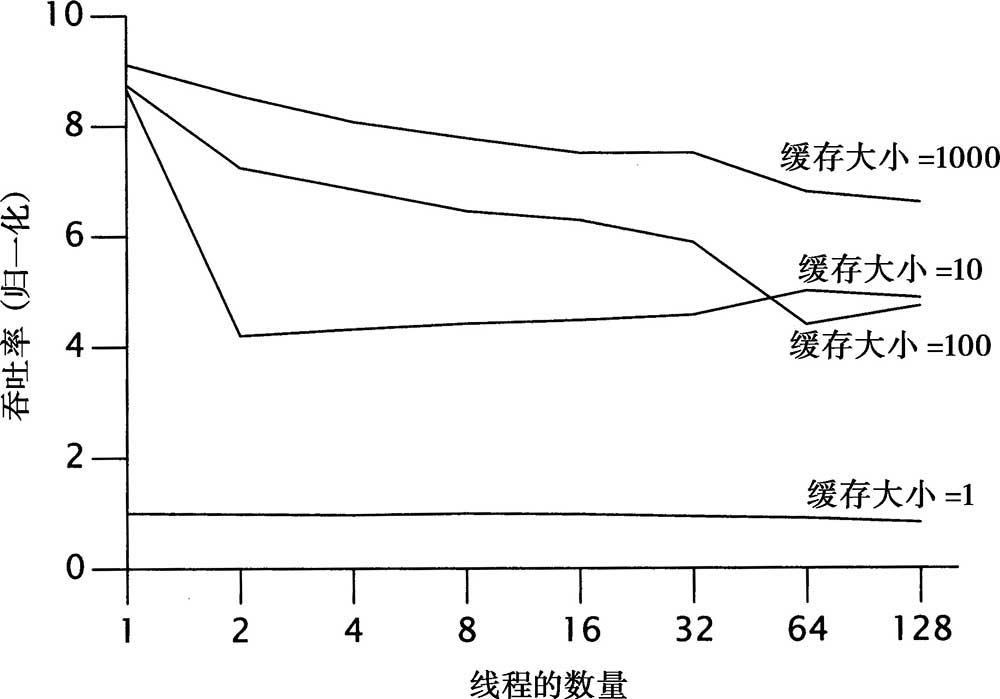 10
8
6
4
2
0
吞吐率 (归一化)
缓存大小 =1000
缓存大小 =10
缓存大小 =100
缓存大小 =1
1 2 4 8 16 32 64 128
线程的数量